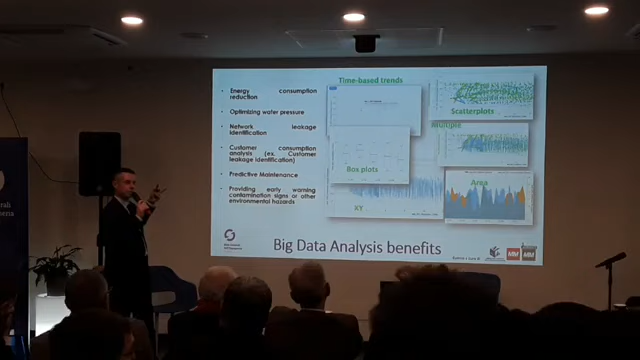 Time-based trends
Energy consumption
reduction
Optimizing water pressure
Network leakage
identification
Customer consumption
analysis (ex. Customer
leakage identification)
Predictive Maintenance
Providing early warning
contamination signs or other
environmental hazards
Scatterplots
Multiple
Box plots
Area
XY
Big Data Analysis benefits